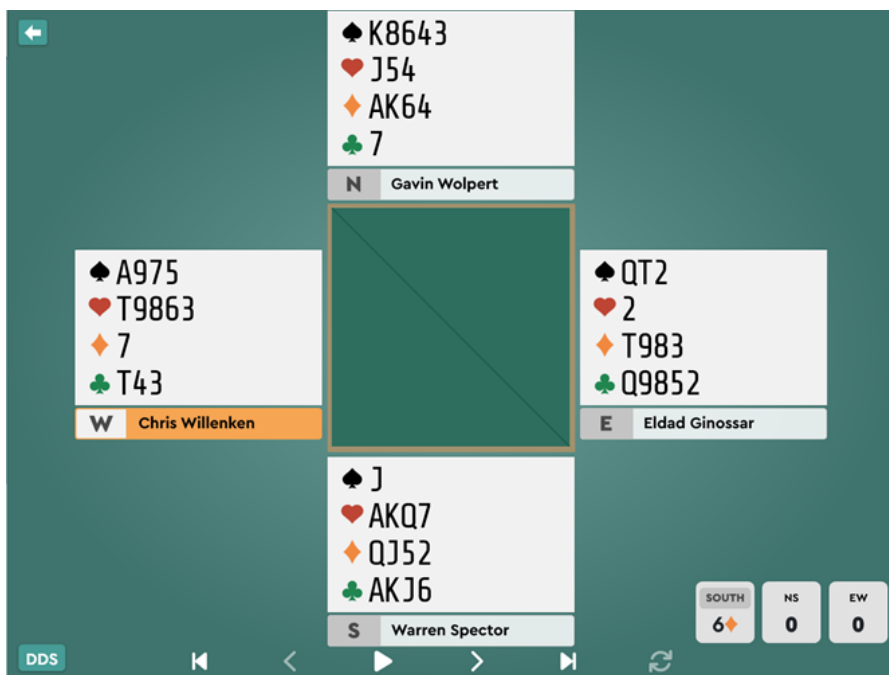 ♠ K8643
♥ J54
♦ AK64
♣ 7
N Gavin Wolpert
♠ A975
♥ T9863
♦ 7
♣ T43
W Chris Willenken
♠ QT2
♥ 2
♦ T983
♣ Q9852
E Eldad Ginossar
♠ J
♥ AKQ7
♦ QJ52
♣ AKJ6
S Warren Spector
SOUTH
6♦
NS
0
EW
0
DDS